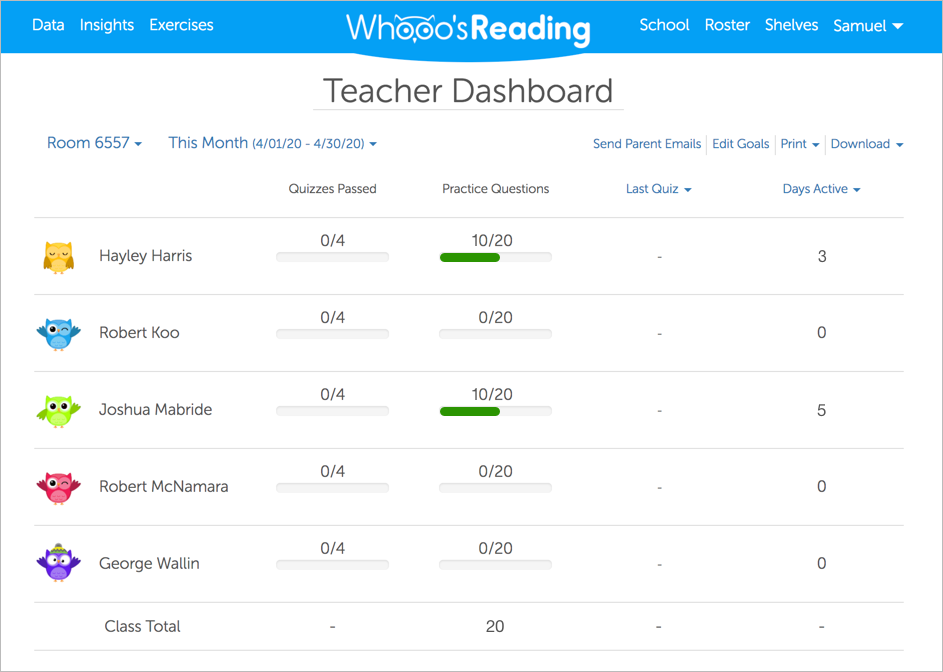 Data Insights Exercises Whooo'sReading School Roster Shelves Samuel
Teacher Dashboard
Room 6557 This Month (4/01/20 - 4/30/20) Send Parent Emails Edit Goals Print Download
Quizzes Passed Practice Questions Last Quiz Days Active
Hayley Harris 0/4 10/20 - 3
Robert Koo 0/4 0/20 - 0
Joshua Mabride 0/4 10/20 - 5
Robert McNamara 0/4 0/20 - 0
George Wallin 0/4 0/20 - 0
Class Total - 20 - -